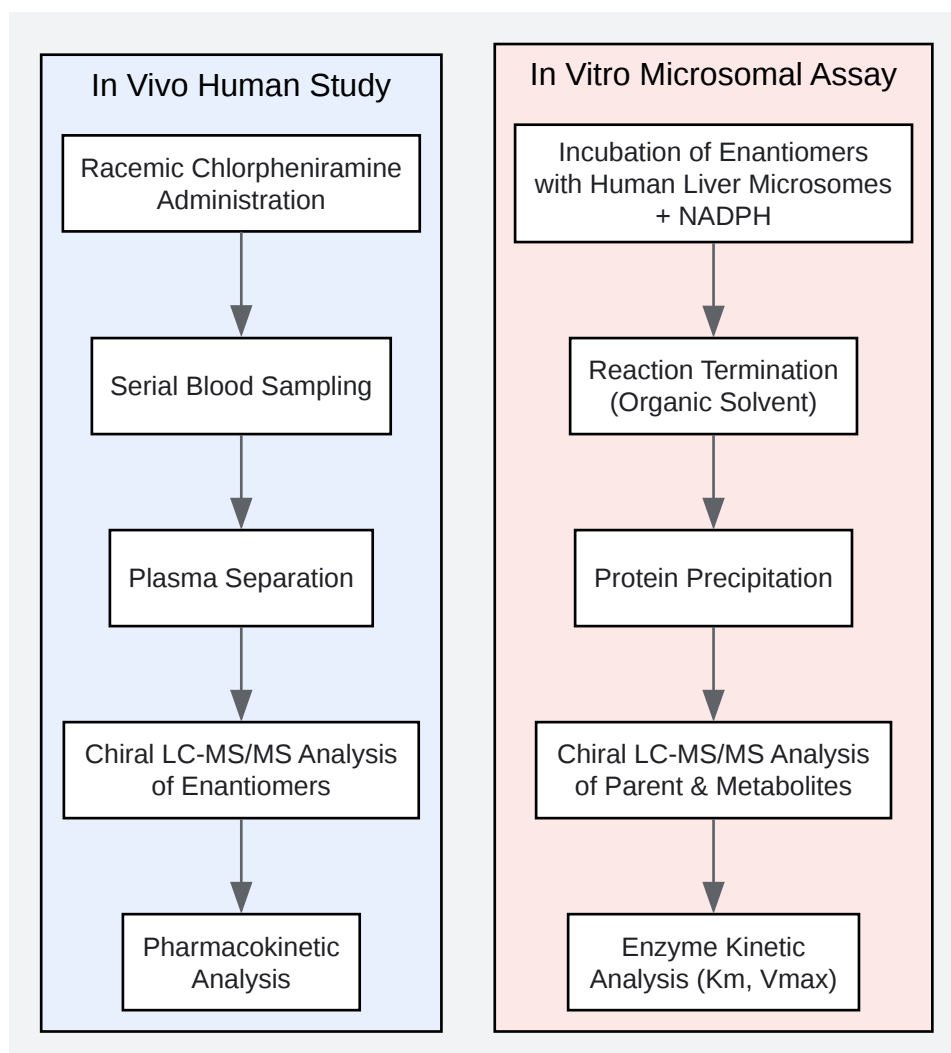 In Vivo Human Study
Racemic Chlorpheniramine
Administration
Serial Blood Sampling
Plasma Separation
Chiral LC-MS/MS Analysis
of Enantiomers
Pharmacokinetic
Analysis
In Vitro Microsomal Assay
Incubation of Enantiomers
with Human Liver Microsomes
+ NADPH
Reaction Termination
(Organic Solvent)
Protein Precipitation
Chiral LC-MS/MS Analysis
of Parent & Metabolites
Enzyme Kinetic
Analysis (Km, Vmax)